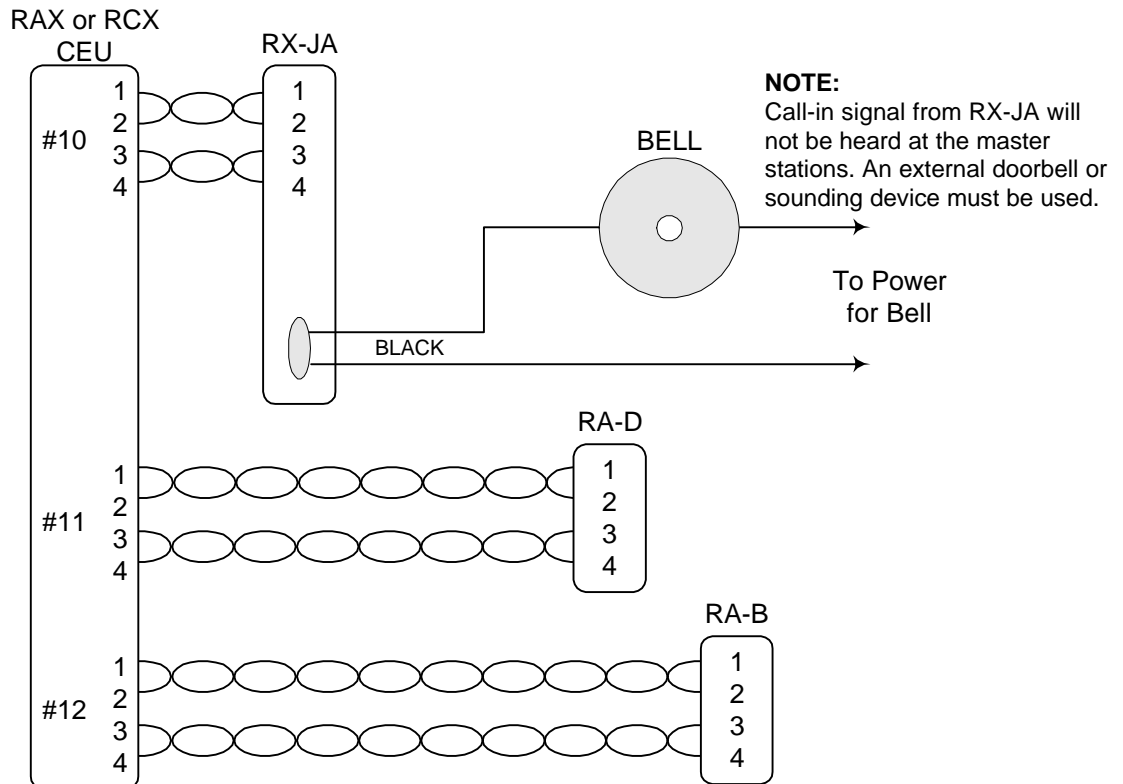 RAX or RCX
CEU
RX-JA
1
2
3
4
#10
1
2
3
4
BELL
NOTE:
Call-in signal from RX-JA will
not be heard at the master
stations. An external doorbell or
sounding device must be used.
To Power
for Bell
BLACK
RA-D
1
2
3
4
#11
1
2
3
4
RA-B
1
2
3
4
#12
1
2
3
4